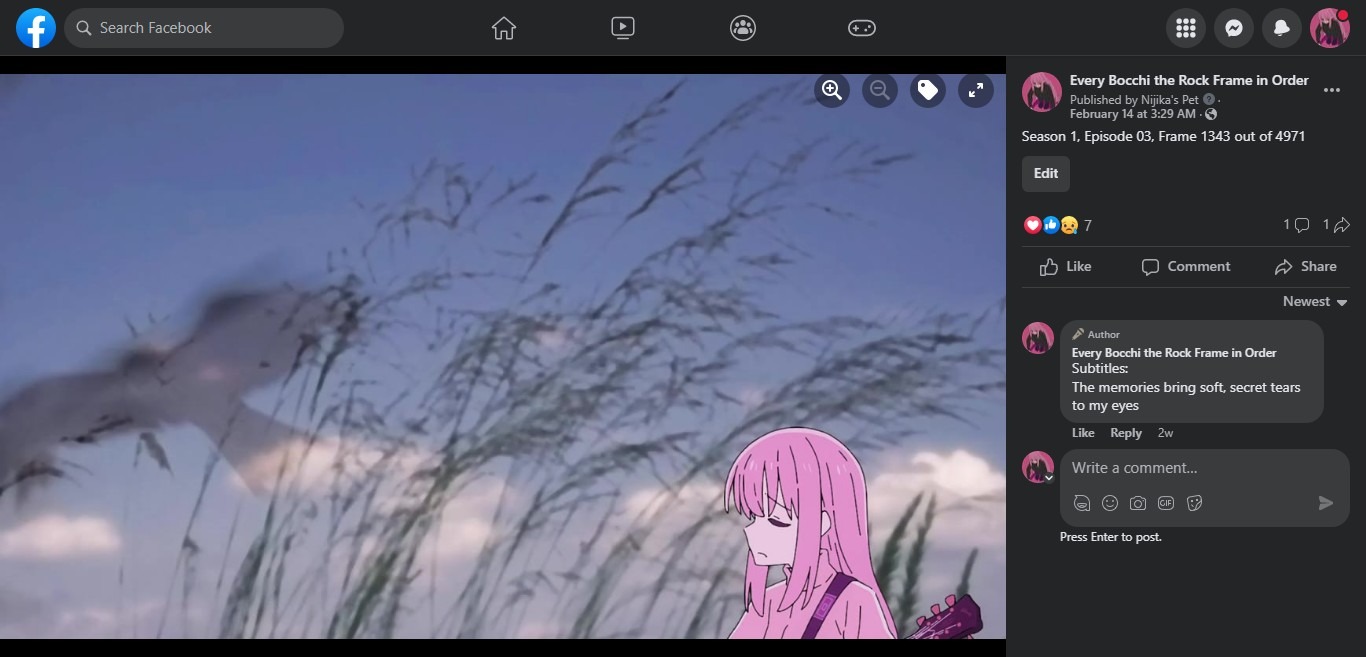 Search Facebook
Every Bocchi the Rock Frame in Order
Published by Nijika's Pet ·
February 14 at 3:29 AM ·
Season 1, Episode 03, Frame 1343 out of 4971
Edit
7
1
1
Like
Comment
Share
Newest
Author
Every Bocchi the Rock Frame in Order
Subtitles:
The memories bring soft, secret tears
to my eyes
Like Reply 2w
Write a comment...
GIF
Press Enter to post.